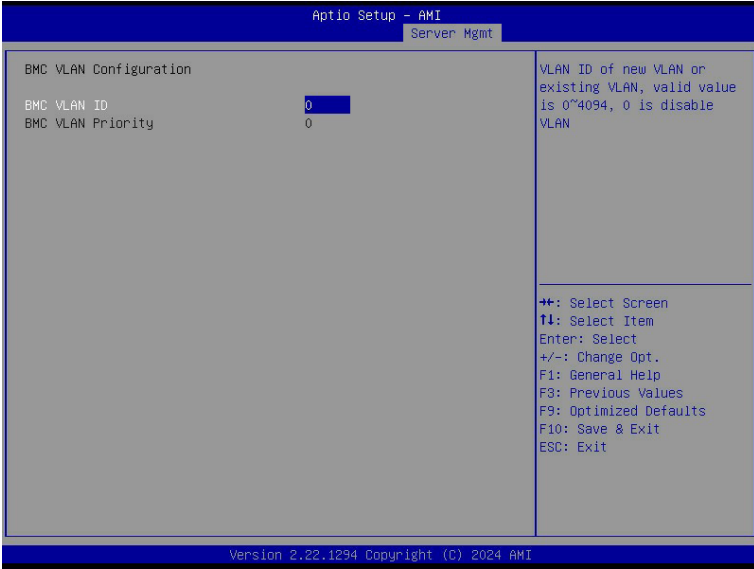 Aptio Setup – AMI
Server Mgmt
BMC VLAN Configuration
BMC VLAN ID 0
BMC VLAN Priority 0
VLAN ID of new VLAN or
existing VLAN, valid value
is 0~4094, 0 is disable
VLAN
→←: Select Screen
↑↓: Select Item
Enter: Select
+/-: Change Opt.
F1: General Help
F3: Previous Values
F9: Optimized Defaults
F10: Save & Exit
ESC: Exit
Version 2.22.1294 Copyright (C) 2024 AMI